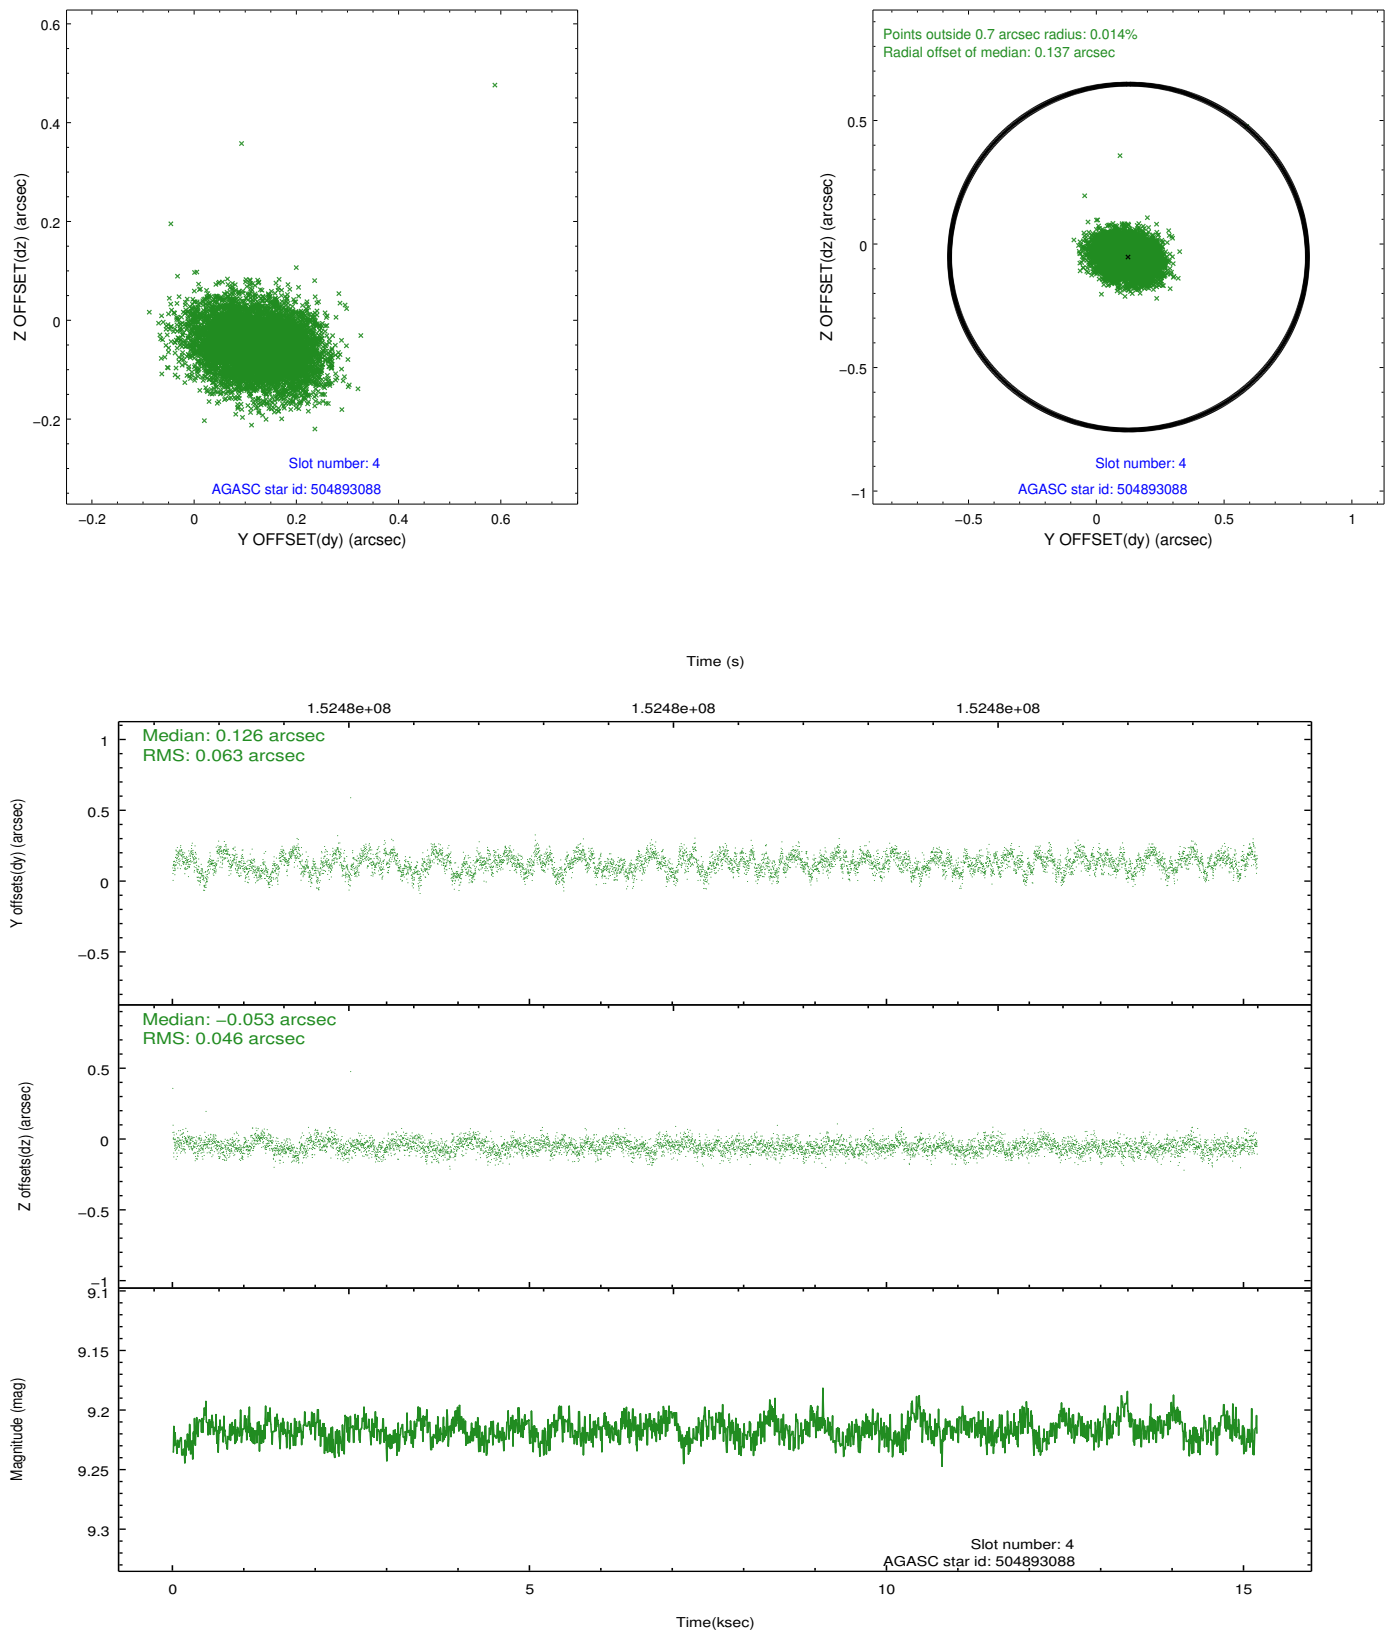 0.6
0.4
0.2
0
−0.2
−0.2
0
0.2
0.4
0.6
Z OFFSET(dz) (arcsec)
Y OFFSET(dy) (arcsec)
Slot number: 4
AGASC star id: 504893088
Points outside 0.7 arcsec radius: 0.014%
Radial offset of median: 0.137 arcsec
0.5
0
−0.5
−1
−0.5
0
0.5
1
Z OFFSET(dz) (arcsec)
Y OFFSET(dy) (arcsec)
Slot number: 4
AGASC star id: 504893088
Time (s)
1.5248e+08
1.5248e+08
1.5248e+08
Median: 0.126 arcsec
RMS: 0.063 arcsec
1
0.5
0
−0.5
Y offsets(dy) (arcsec)
Median: −0.053 arcsec
RMS: 0.046 arcsec
0.5
0
−0.5
−1
Z offsets(dz) (arcsec)
9.1
9.15
9.2
9.25
9.3
Magnitude (mag)
Slot number: 4
AGASC star id: 504893088
0
5
10
15
Time(ksec)